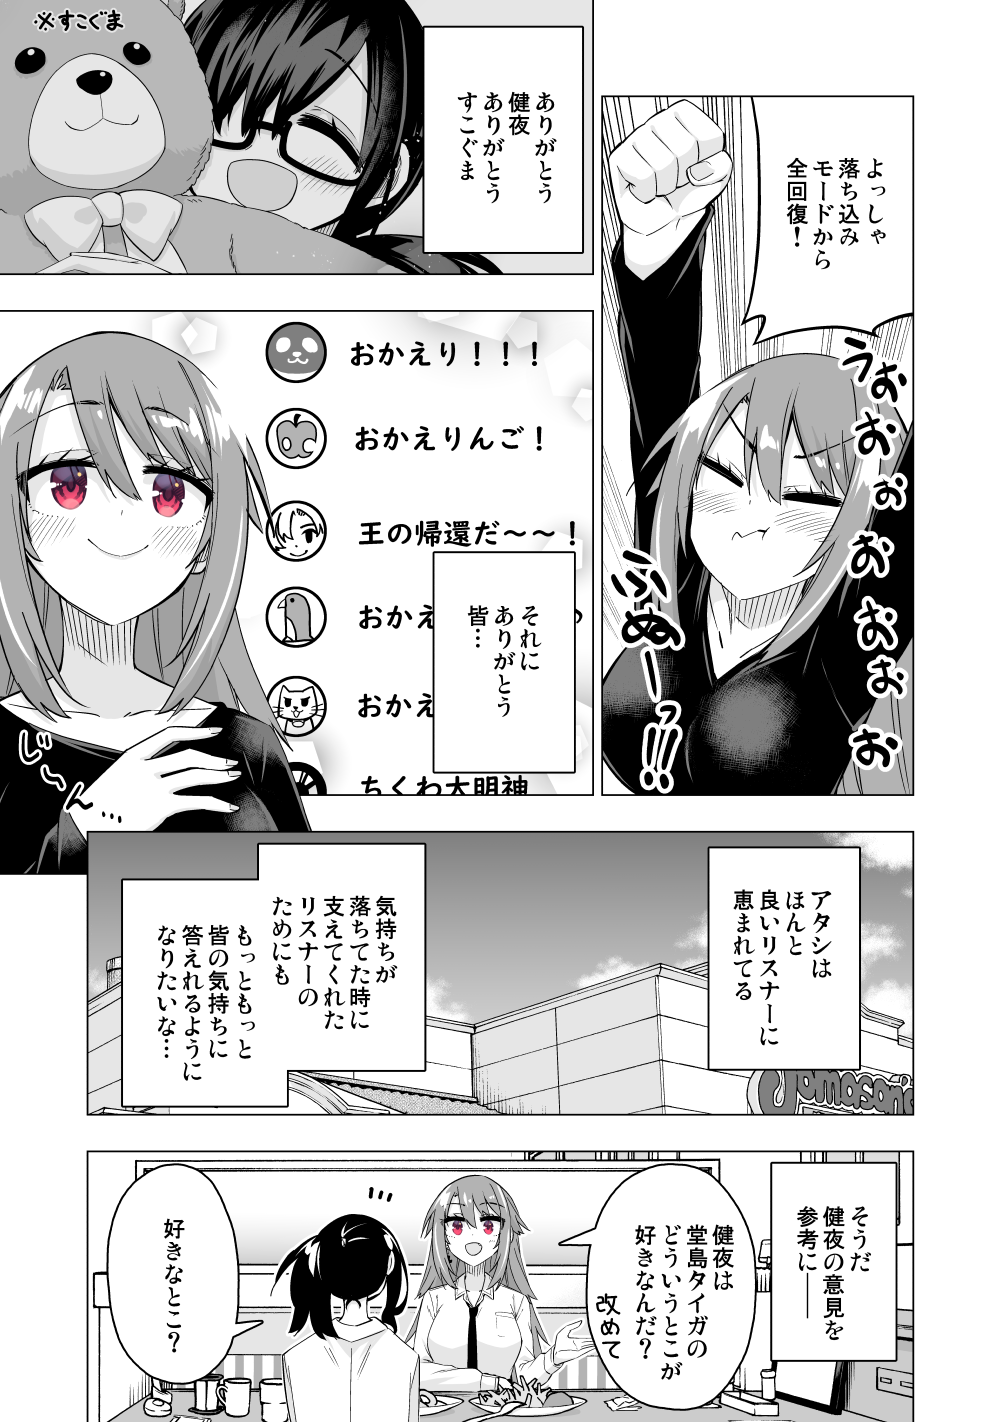 よっしゃ
落ち込み
モードから
全回復！
うおおぉおおぉお
ふぬーっ!!!
※すこぐま
ありがとう
健夜
ありがとう
すこぐま
おかえり！！！
おかえりんご！
王の帰還だ～～！
おかえ
おかえ
ちくわ大明神
それに
ありがとう
皆…
じ～ん…
アタシは
ほんと
良いリスナーに
恵まれてる
気持ちが
落ちてた時に
支えてくれた
リスナーの
ためにも
もっともっと
皆の気持ちに
答えれるように
なりたいな…
Jomason's
そうだ
健夜の意見を
参考に――
健夜は
堂島タイガの
どういうとこが
好きなんだ？
改めて
好きなとこ？